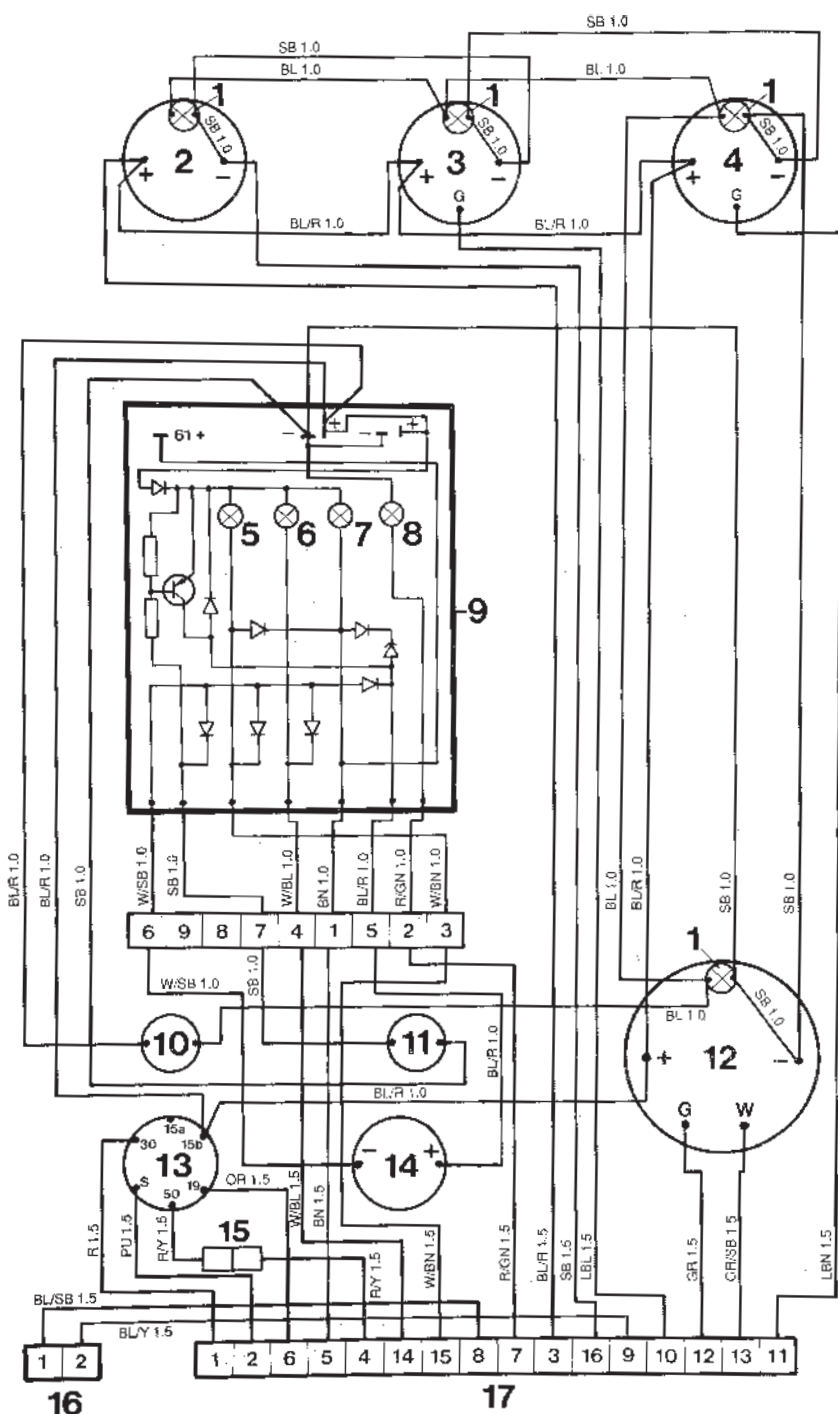 SB 1.0
BL 1.0
BL 1.0
SB 1.0
1
1
1
SB 1.0
SB 1.0
SB 1.0
2
3
4
+
−
+
−
+
−
G
G
BL/R 1.0
BL/R 1.0
61 +
−
+
−
+
5
6
7
8
9
BL/R 1.0
BL/R 1.0
SB 1.0
W/SB 1.0
SB 1.0
W/BL 1.0
BN 1.0
BL/R 1.0
R/GN 1.0
W/BN 1.0
BL 1.0
BL/R 1.0
SB 1.0
SB 1.0
6 9 8 7 4 1 5 2 3
W/SB 1.0
SB 1.0
BL/R 1.0
1
SB 1.0
BL 1.0
10
11
12
+
−
G
W
BL/R 1.0
15a
30
15b
13
S
50
19
14
−
+
OR 1.5
15
R 1.5
PU 1.5
R/Y 1.5
W/BL 1.5
BN 1.5
R/Y 1.5
W/BN 1.5
R/GN 1.5
BL/R 1.5
SB 1.5
LBL 1.5
GR 1.5
GR/SB 1.5
LBN 1.5
BL/SB 1.5
BL/Y 1.5
1 2
1 2 6 5 4 14 15 8 7 3 16 9 10 12 13 11
16
17